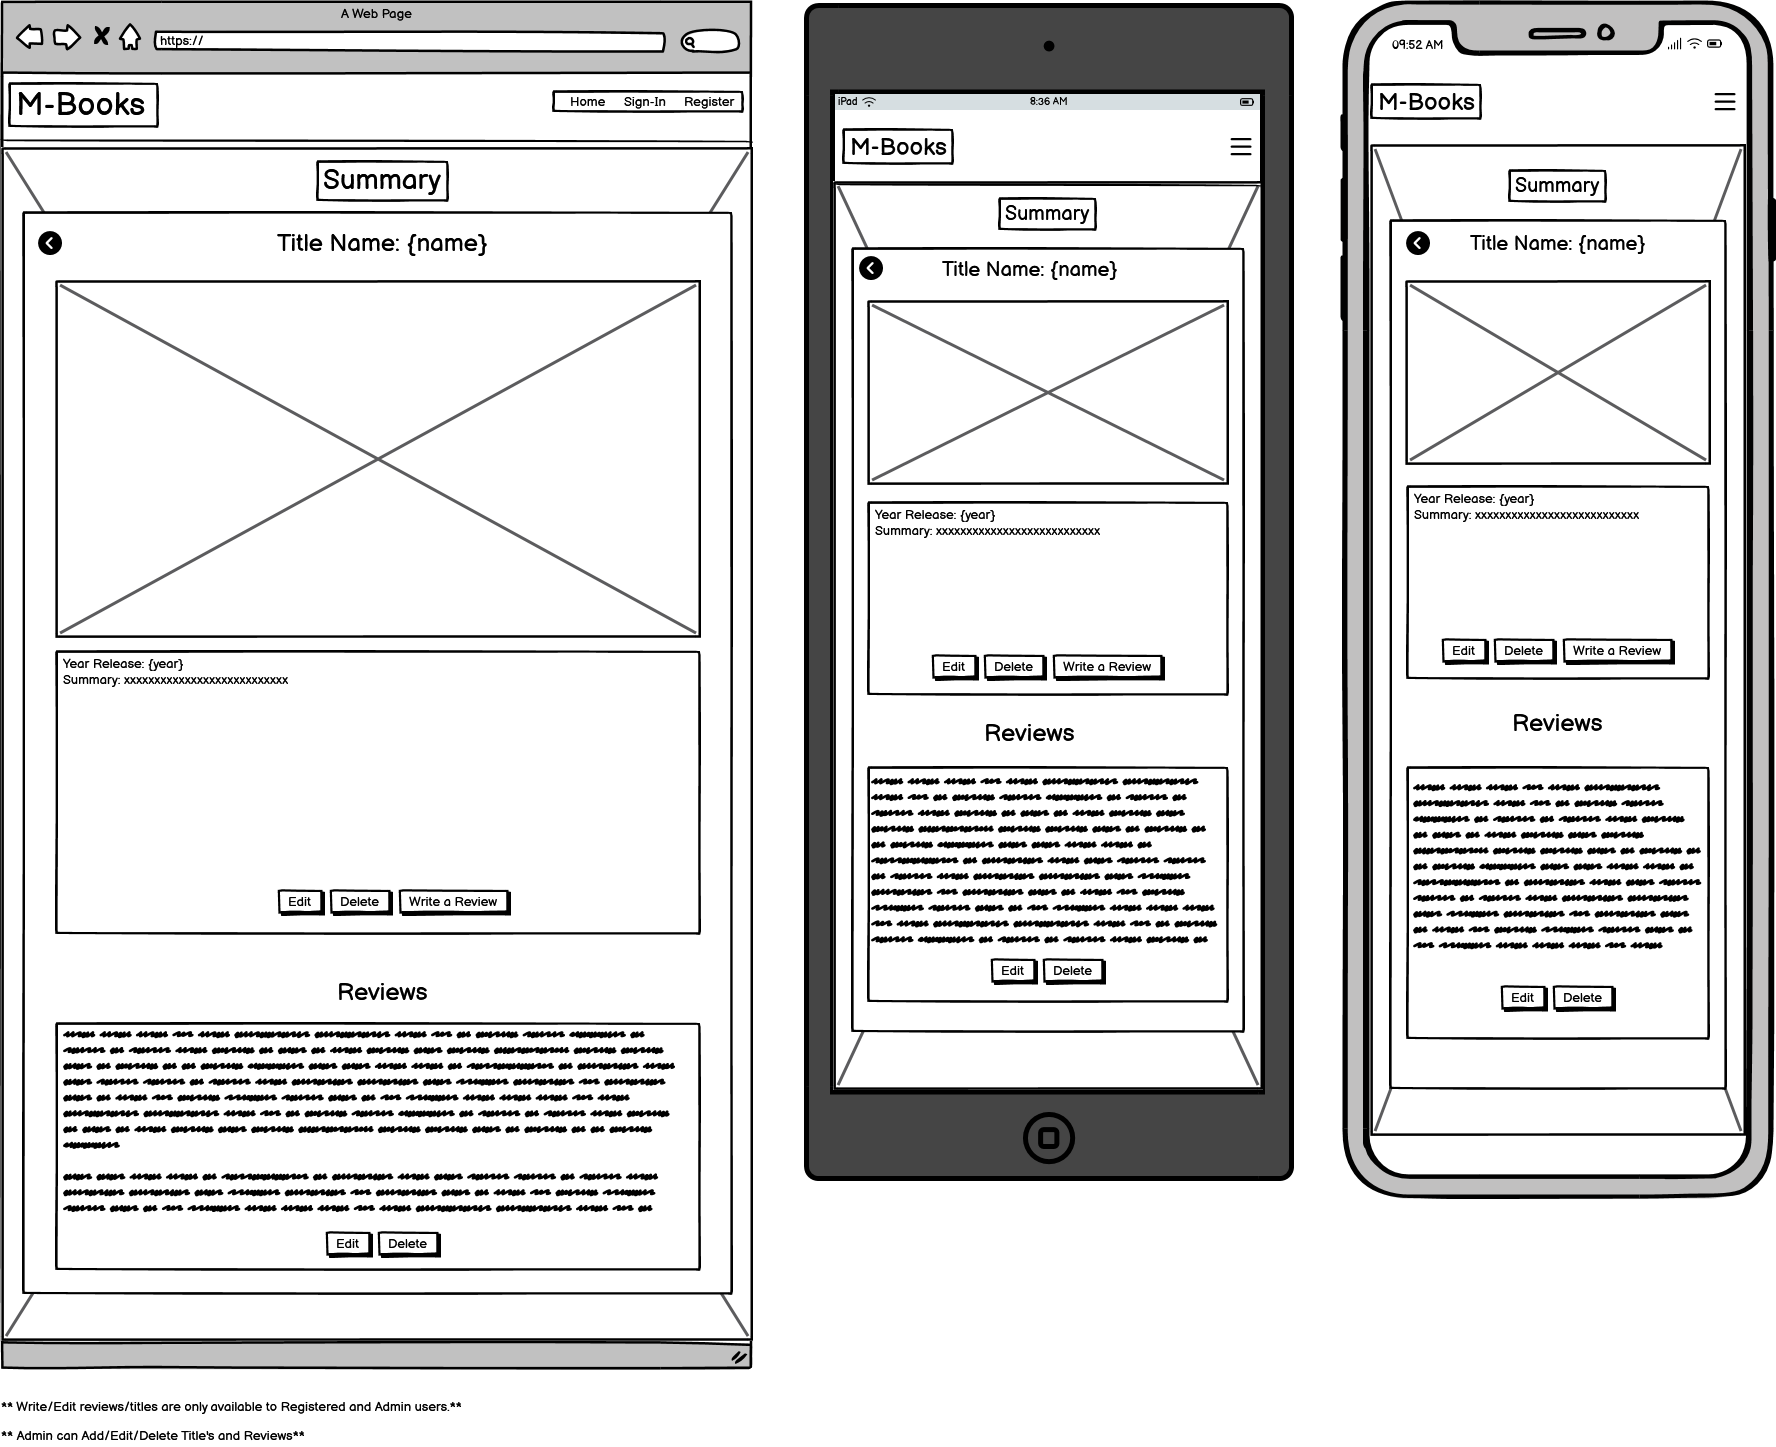 A Web Page
https://
M-Books
Home Sign-In Register
Summary
Title Name: {name}
Year Release: {year}
Summary: xxxxxxxxxxxxxxxxxxxxxxxxxxx
Edit Delete Write a Review
Reviews
Edit Delete
iPad 8:36 AM
M-Books
Summary
Title Name: {name}
Year Release: {year}
Summary: xxxxxxxxxxxxxxxxxxxxxxxxxxx
Edit Delete Write a Review
Reviews
Edit Delete
09:52 AM
M-Books
Summary
Title Name: {name}
Year Release: {year}
Summary: xxxxxxxxxxxxxxxxxxxxxxxxxxx
Edit Delete Write a Review
Reviews
Edit Delete
** Write/Edit reviews/titles are only available to Registered and Admin users.**
** Admin can Add/Edit/Delete Title's and Reviews**